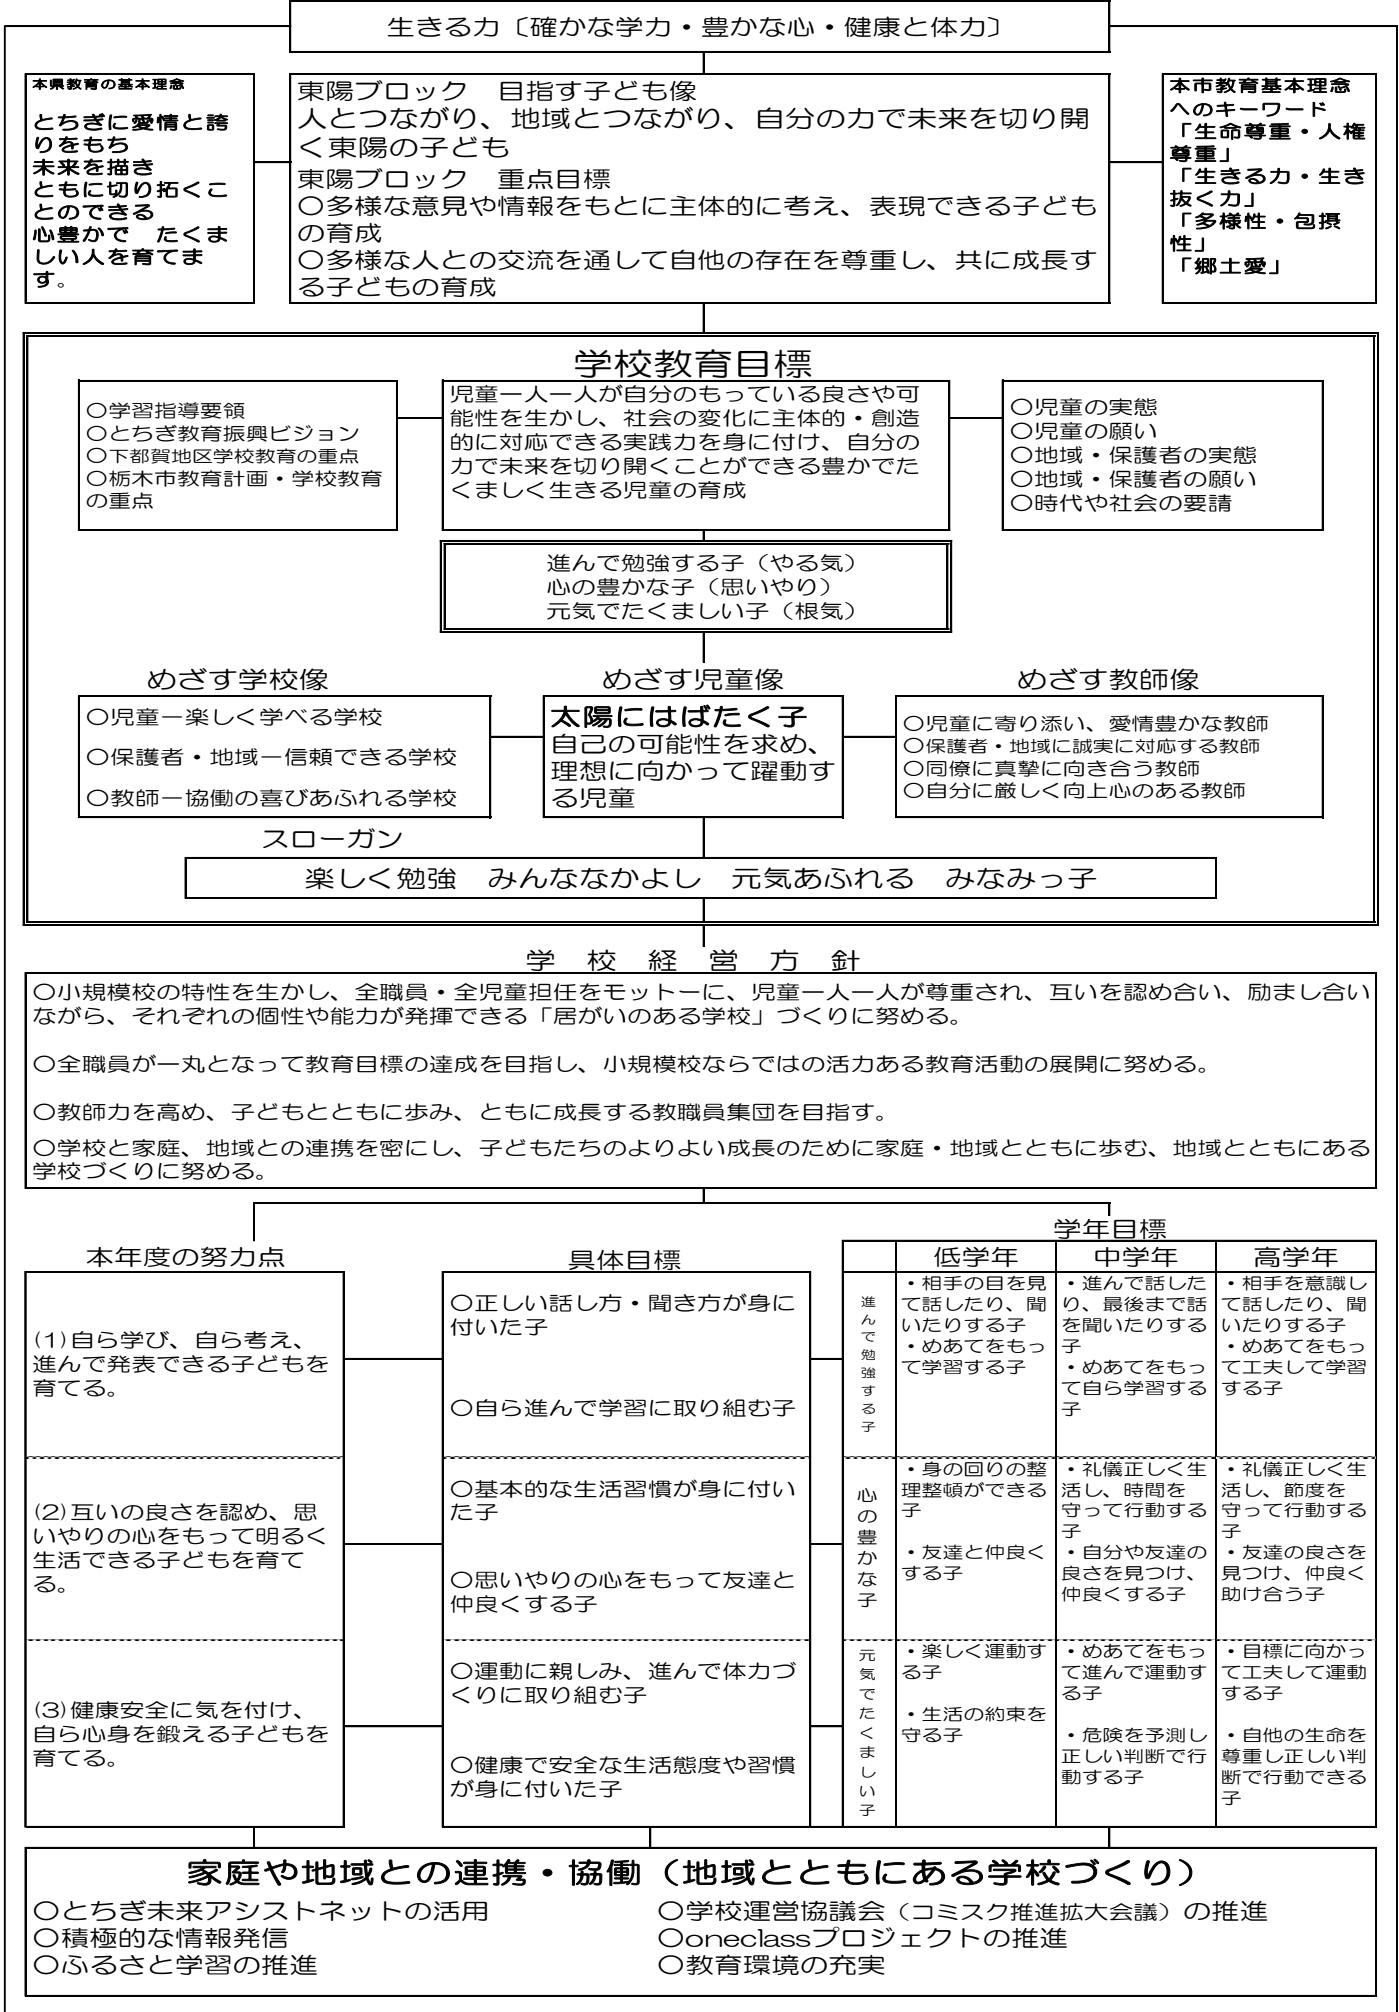 生きる力〔確かな学力・豊かな心・健康と体力〕
本県教育の基本理念
とちぎに愛情と誇
りをもち
未来を描き
ともに切り拓くこ
とのできる
心豊かで　たくま
しい人を育てま
す。
東陽ブロック　目指す子ども像
人とつながり、地域とつながり、自分の力で未来を切り開
く東陽の子ども
東陽ブロック　重点目標
○多様な意見や情報をもとに主体的に考え、表現できる子ども
の育成
○多様な人との交流を通して自他の存在を尊重し、共に成長す
る子どもの育成
本市教育基本理念
へのキーワード
「生命尊重・人権
尊重」
「生きる力・生き
抜く力」
「多様性・包摂
性」
「郷土愛」
学校教育目標
○学習指導要領
○とちぎ教育振興ビジョン
○下都賀地区学校教育の重点
○栃木市教育計画・学校教育
の重点
児童一人一人が自分のもっている良さや可
能性を生かし、社会の変化に主体的・創造
的に対応できる実践力を身に付け、自分の
力で未来を切り開くことができる豊かでた
くましく生きる児童の育成
○児童の実態
○児童の願い
○地域・保護者の実態
○地域・保護者の願い
○時代や社会の要請
進んで勉強する子（やる気）
心の豊かな子（思いやり）
元気でたくましい子（根気）
めざす学校像
○児童－楽しく学べる学校
○保護者・地域－信頼できる学校
○教師－協働の喜びあふれる学校
めざす児童像
太陽にはばたく子
自己の可能性を求め、
理想に向かって躍動す
る児童
めざす教師像
○児童に寄り添い、愛情豊かな教師
○保護者・地域に誠実に対応する教師
○同僚に真摯に向き合う教師
○自分に厳しく向上心のある教師
スローガン
楽しく勉強　みんななかよし　元気あふれる　みなみっ子
学　校　経　営　方　針
○小規模校の特性を生かし、全職員・全児童担任をモットーに、児童一人一人が尊重され、互いを認め合い、励まし合い
ながら、それぞれの個性や能力が発揮できる「居がいのある学校」づくりに努める。
○全職員が一丸となって教育目標の達成を目指し、小規模校ならではの活力ある教育活動の展開に努める。
○教師力を高め、子どもとともに歩み、ともに成長する教職員集団を目指す。
○学校と家庭、地域との連携を密にし、子どもたちのよりよい成長のために家庭・地域とともに歩む、地域とともにある
学校づくりに努める。
本年度の努力点
(1)自ら学び、自ら考え、
進んで発表できる子どもを
育てる。
(2)互いの良さを認め、思
いやりの心をもって明るく
生活できる子どもを育て
る。
(3)健康安全に気を付け、
自ら心身を鍛える子どもを
育てる。
具体目標
○正しい話し方・聞き方が身に
付いた子
○自ら進んで学習に取り組む子
○基本的な生活習慣が身に付い
た子
○思いやりの心をもって友達と
仲良くする子
○運動に親しみ、進んで体力づ
くりに取り組む子
○健康で安全な生活態度や習慣
が身に付いた子
学年目標
低学年
中学年
高学年
進んで勉強する子
・相手の目を見
て話したり、聞
いたりする子
・めあてをもっ
て学習する子
・進んで話した
り、最後まで話
を聞いたりする
子
・めあてをもっ
て自ら学習する
子
・相手を意識し
て話したり、聞
いたりする子
・めあてをもっ
て工夫して学習
する子
心の豊かな子
・身の回りの整
理整頓ができる
子
・友達と仲良く
する子
・礼儀正しく生
活し、時間を
守って行動する
子
・自分や友達の
良さを見つけ、
仲良くする子
・礼儀正しく生
活し、節度を
守って行動する
子
・友達の良さを
見つけ、仲良く
助け合う子
元気でたくましい子
・楽しく運動す
る子
・生活の約束を
守る子
・めあてをもっ
て進んで運動す
る子
・危険を予測し
正しい判断で行
動する子
・目標に向かっ
て工夫して運動
する子
・自他の生命を
尊重し正しい判
断で行動できる
子
家庭や地域との連携・協働（地域とともにある学校づくり）
○とちぎ未来アシストネットの活用
○積極的な情報発信
○ふるさと学習の推進
○学校運営協議会（コミスク推進拡大会議）の推進
○oneclassプロジェクトの推進
○教育環境の充実